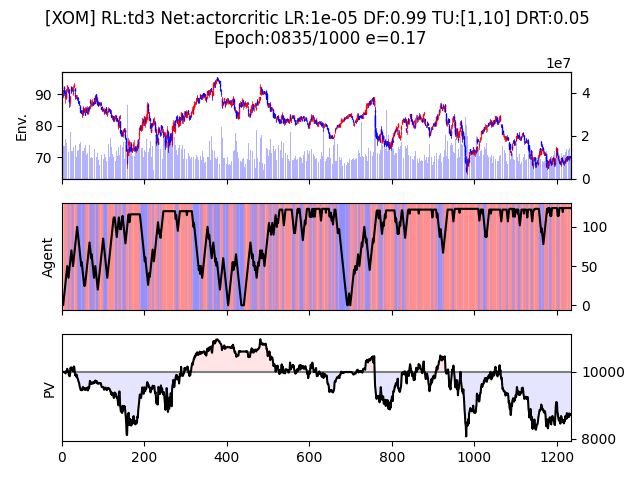 [XOM] RL:td3 Net:actorcritic LR:1e-05 DF:0.99 TU:[1,10] DRT:0.05
Epoch:0835/1000 e=0.17
1e7
Env.
90
80
70
4
2
0
Agent
100
50
0
PV
10000
8000
0 200 400 600 800 1000 1200